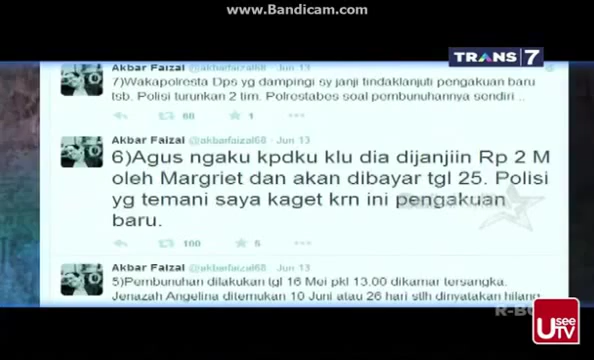 www.Bandicam.com
TRANS 7
Akbar Faizal @akbarfaizal68 · Jun 13
7)Wakapolresta Dps yg dampingi sy janji tindaklanjuti pengakuan baru
tsb. Polisi turunkan 2 tim. Polrestabes soal pembunuhannya sendiri ..
60 1
Akbar Faizal @akbarfaizal68 · Jun 13
6)Agus ngaku kpdku klu dia dijanjiin Rp 2 M
oleh Margriet dan akan dibayar tgl 25. Polisi
yg temani saya kaget krn ini pengakuan
baru.
100 5
Akbar Faizal @akbarfaizal68 · Jun 13
5)Pembunuhan dilakukan tgl 16 Mei pkl 13.00 dikamar tersangka.
Jenazah Angelina ditemukan 10 Juni atau 26 hari stlh dinyatakan hilang
U see TV